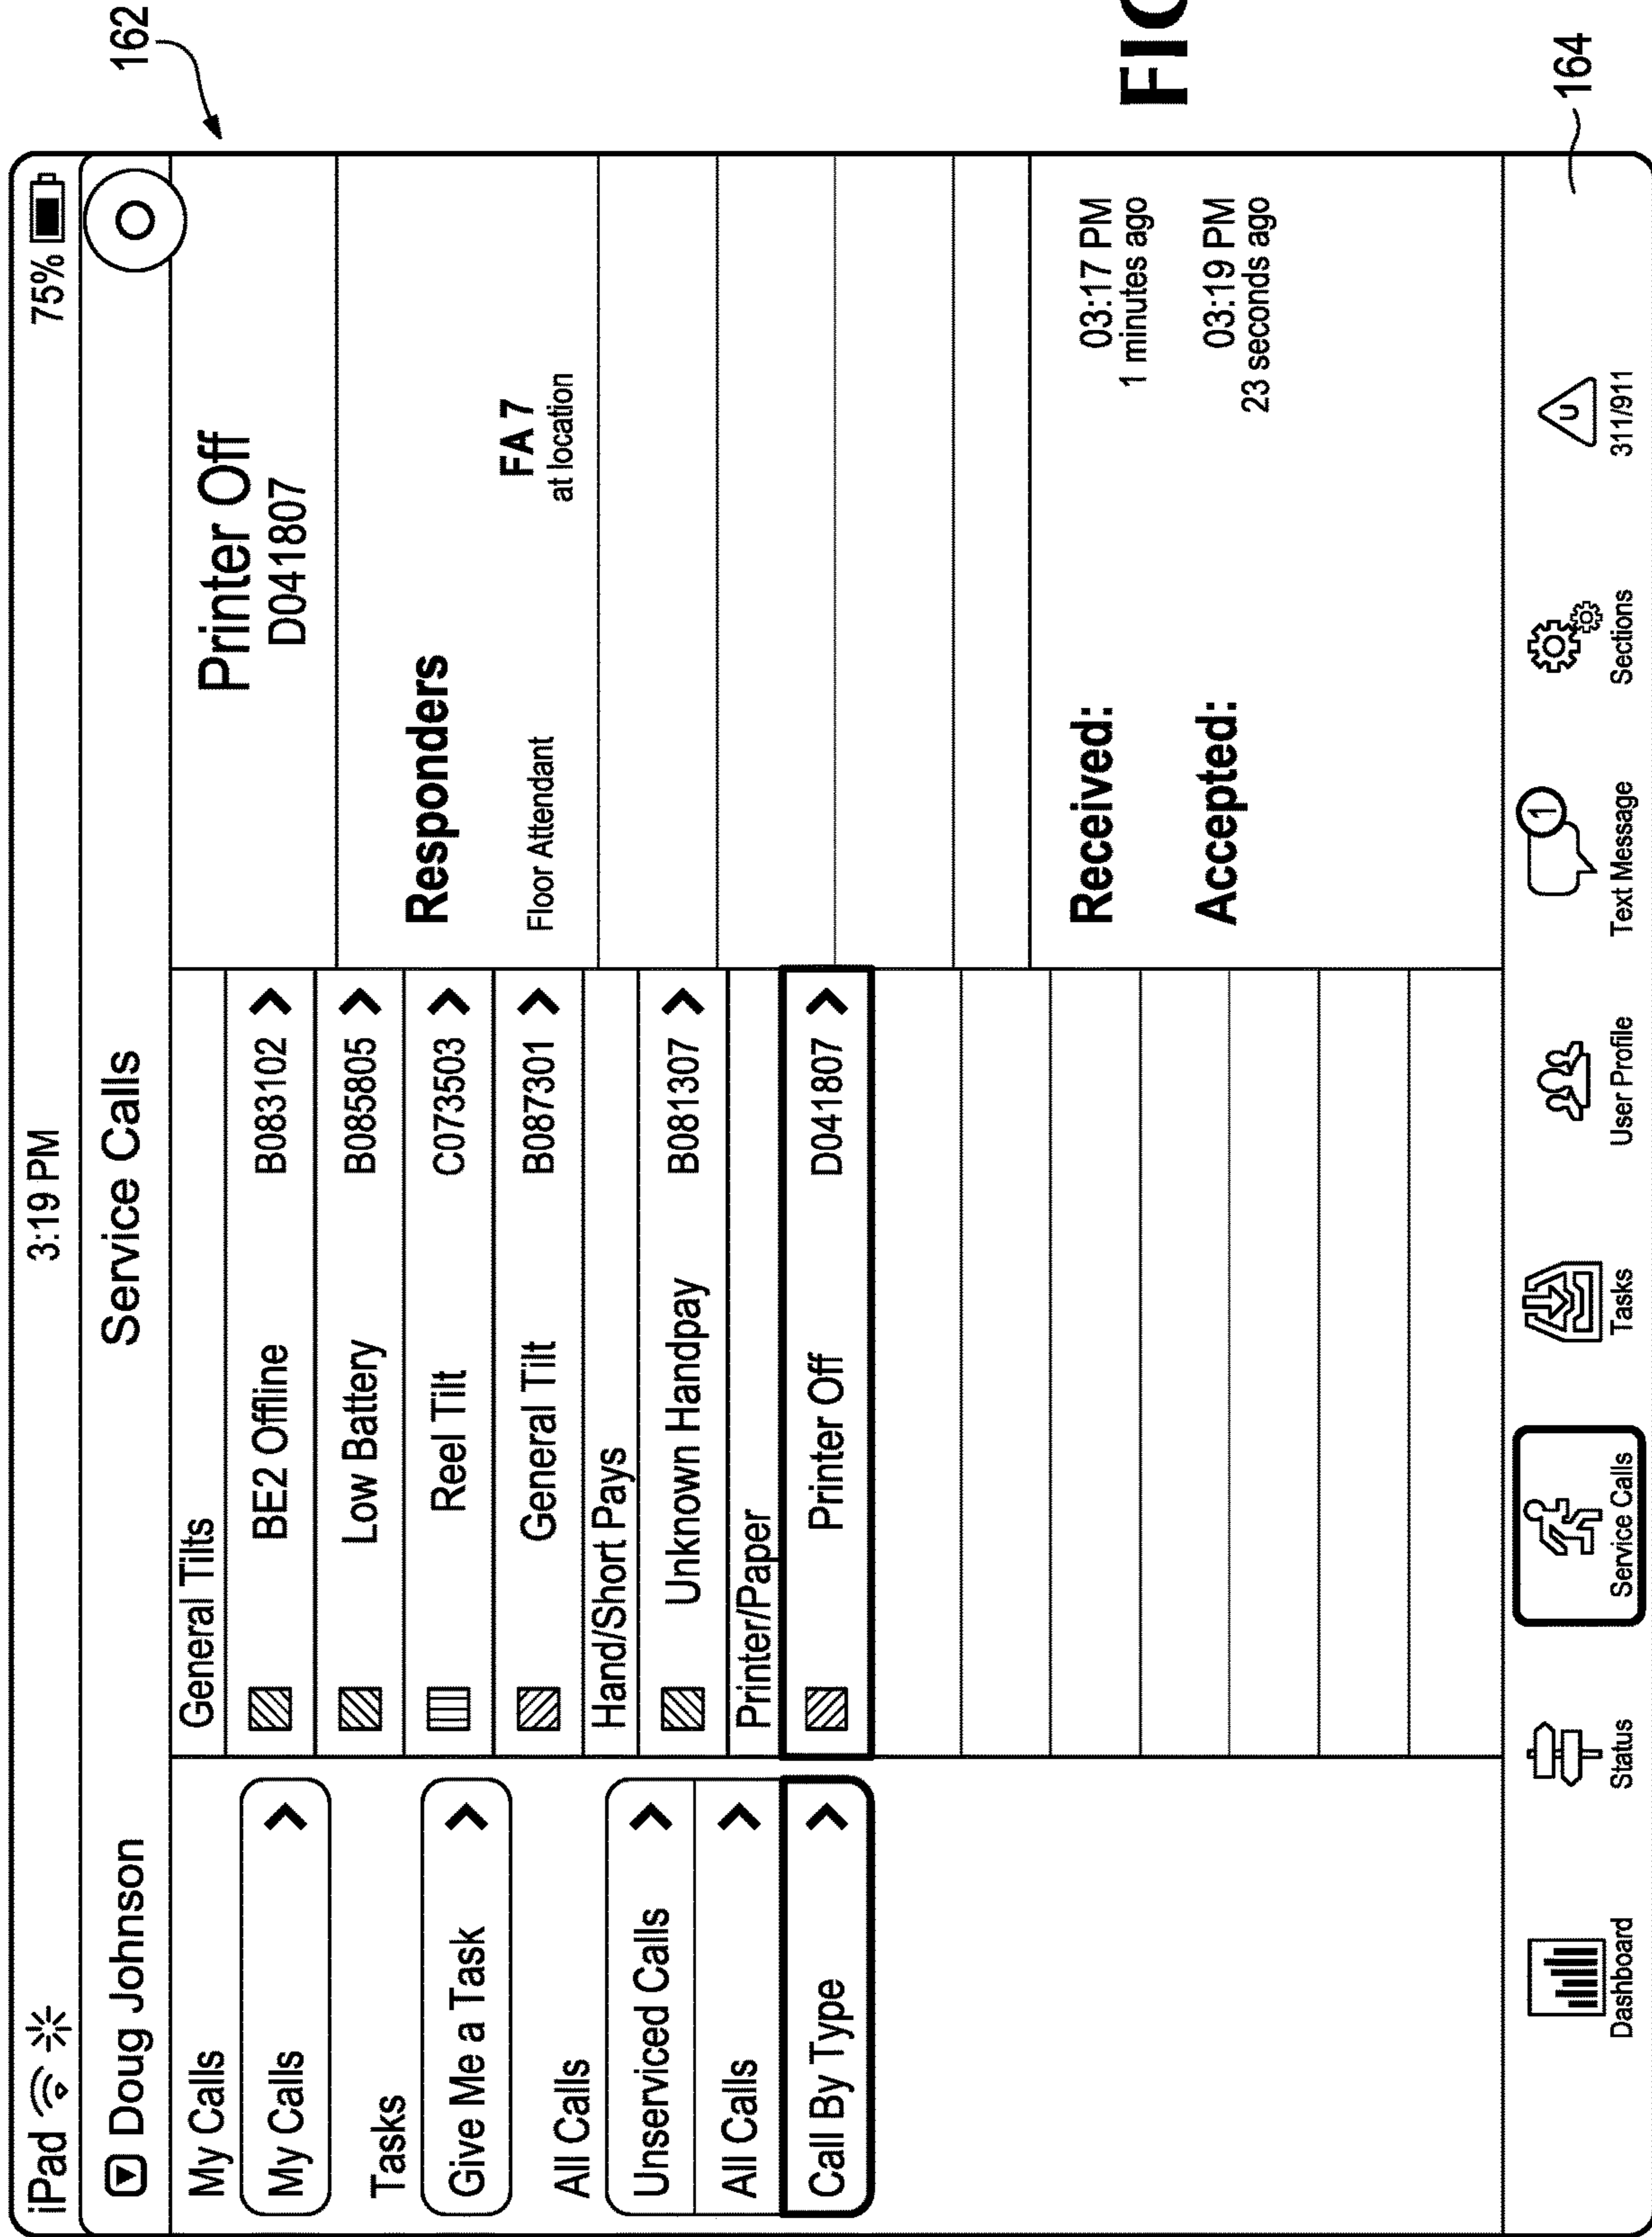 iPad 3:19 PM 75%
Doug Johnson Service Calls
My Calls
My Calls
Tasks
Give Me a Task
All Calls
Unserviced Calls
All Calls
Call By Type
General Tilts
BE2 Offline B083102
Low Battery B085805
Reel Tilt C073503
General Tilt B087301
Hand/Short Pays
Unknown Handpay B081307
Printer/Paper
Printer Off D041807
Printer Off
D041807
Responders
Floor Attendant FA 7
at location
Received: 03:17 PM
1 minutes ago
Accepted: 03:19 PM
23 seconds ago
Dashboard
Status
Service Calls
Tasks
User Profile
1
Text Message
Sections
U
311/911
162
164